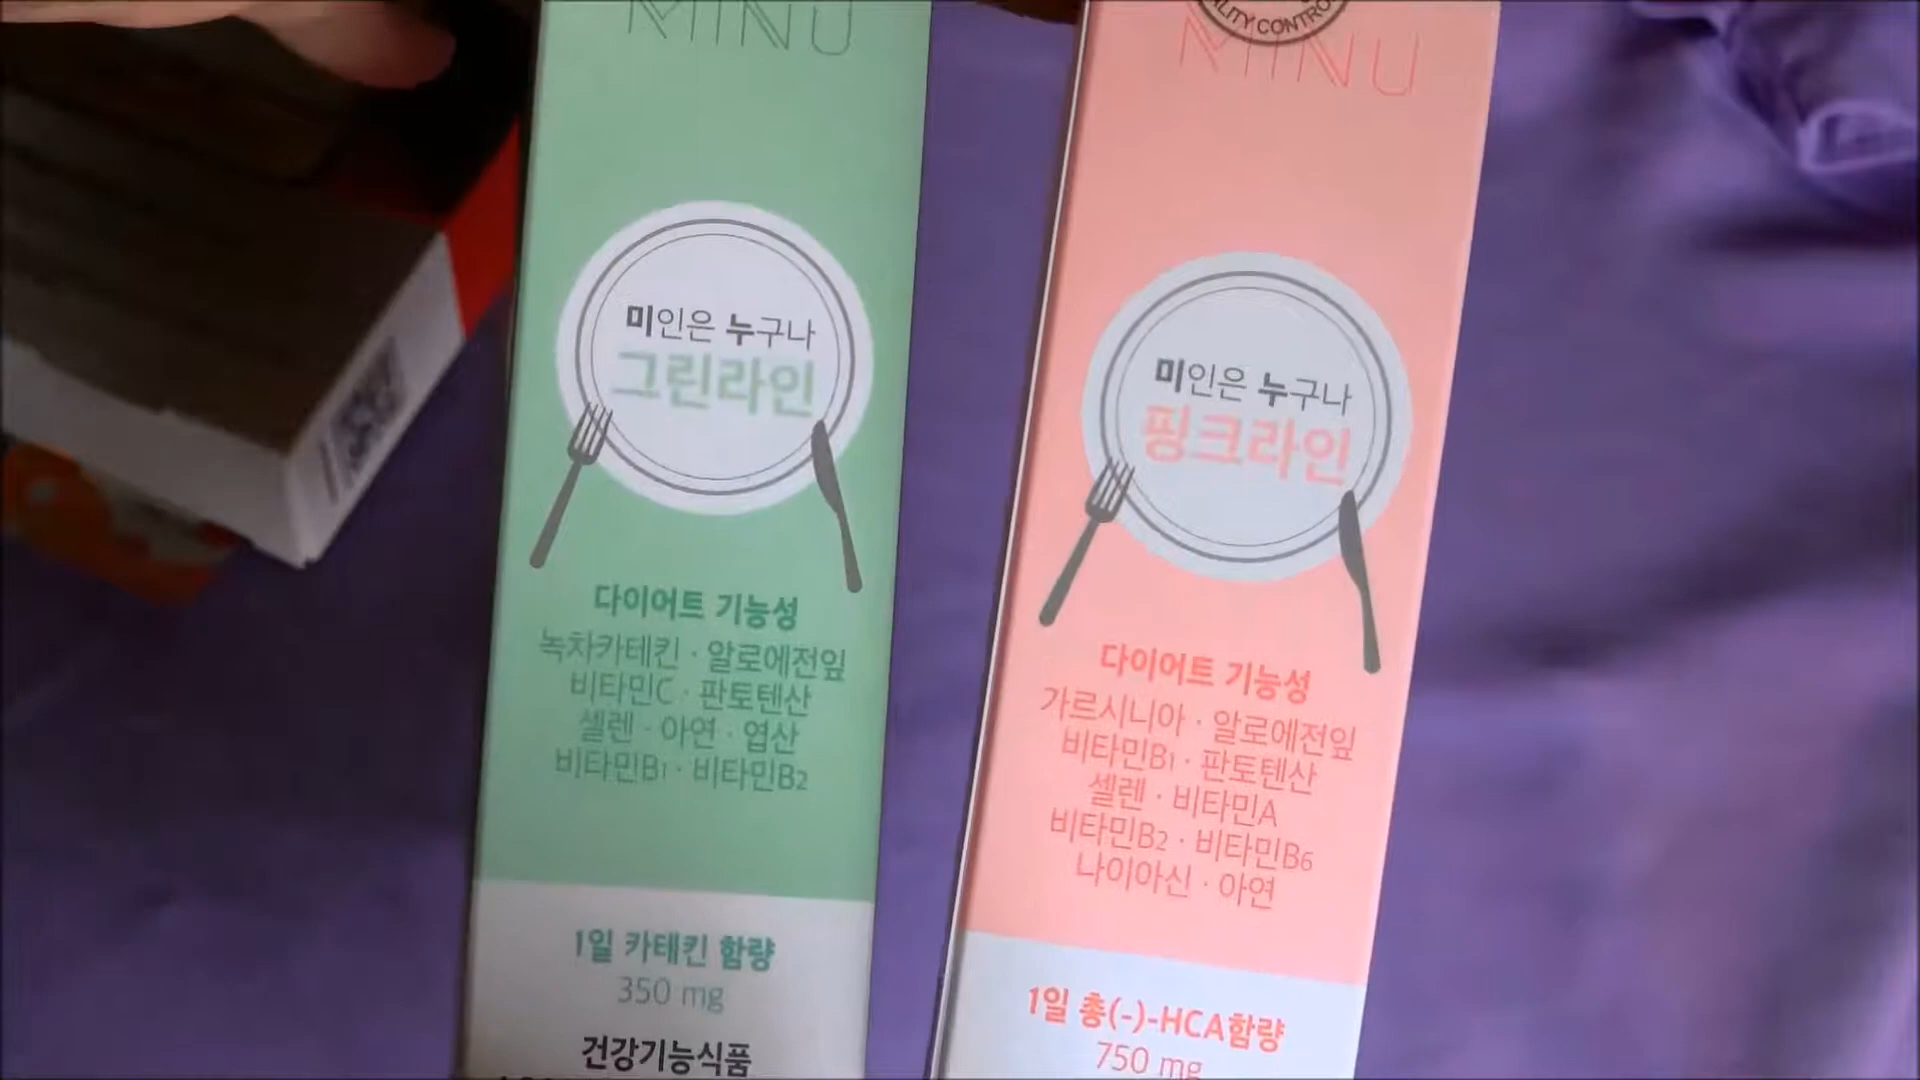 MINU
미인은 누구나
그린라인
다이어트 기능성
녹차카테킨 · 알로에전잎
비타민C · 판토텐산
셀렌 · 아연 · 엽산
비타민B1 · 비타민B2
1일 카테킨 함량
350 mg
건강기능식품
ALITY CONTRO
MINU
미인은 누구나
핑크라인
다이어트 기능성
가르시니아 · 알로에전잎
비타민B1 · 판토텐산
셀렌 · 비타민A
비타민B2 · 비타민B6
나이아신 · 아연
1일 총(-)-HCA함량
750 mg